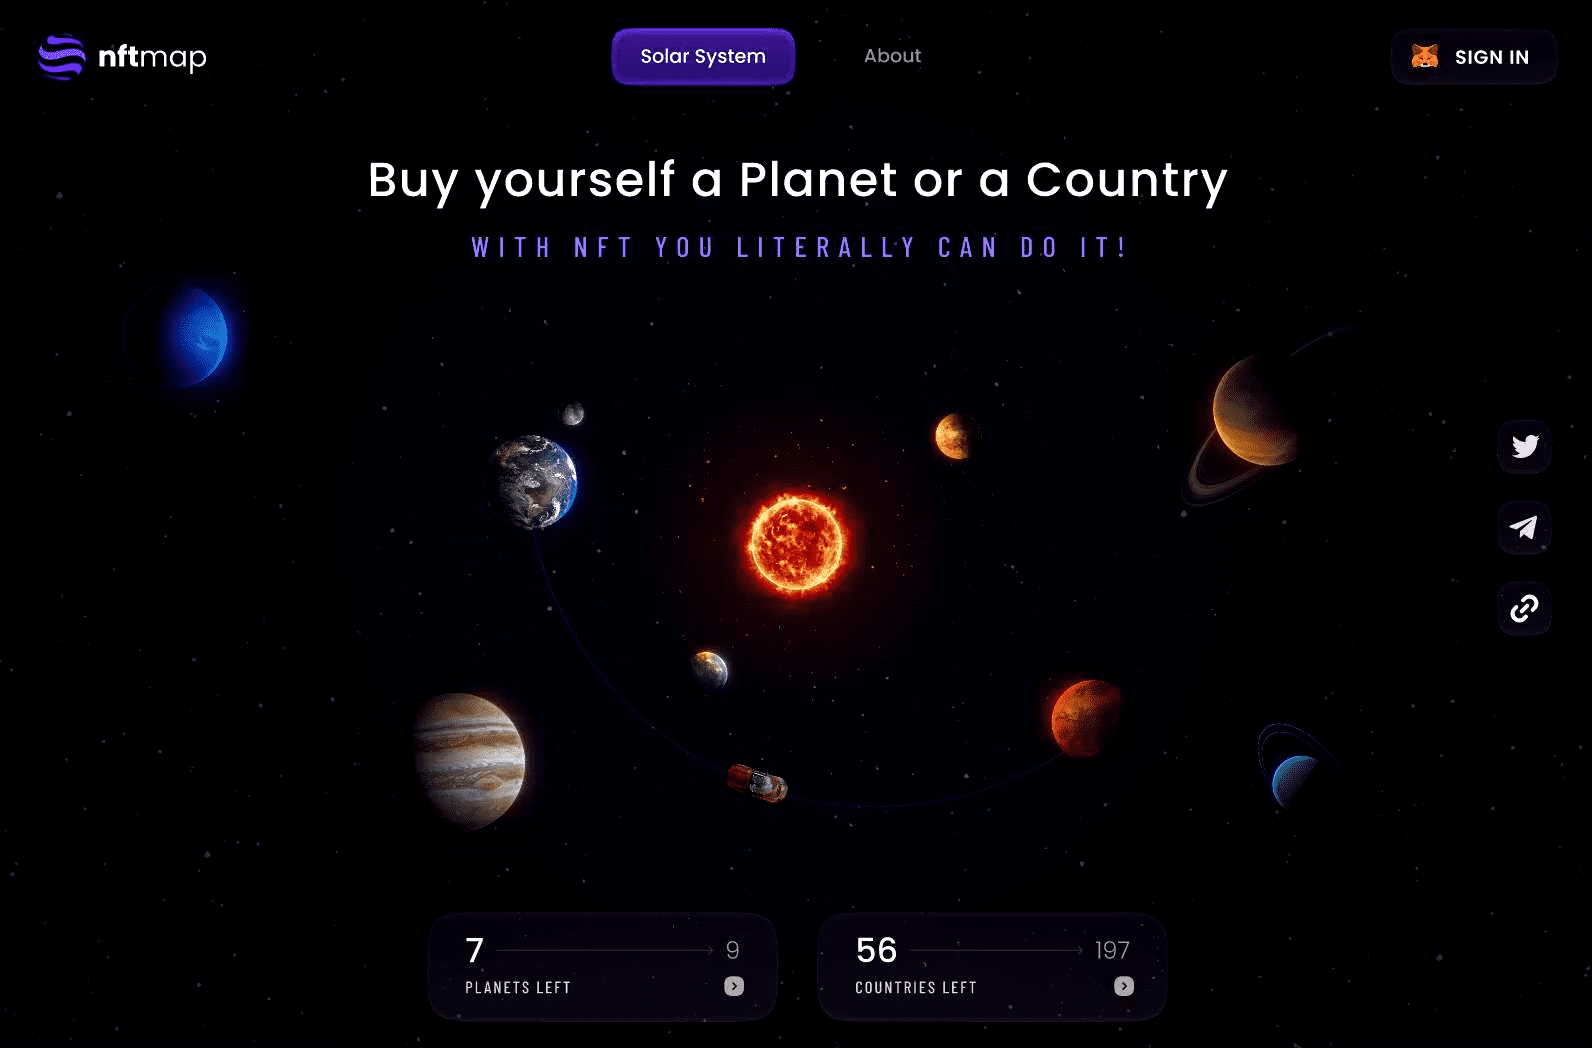 nftmap
Solar System
About
SIGN IN
Buy yourself a Planet or a Country
WITH NFT YOU LITERALLY CAN DO IT!
7
9
PLANETS LEFT
56
197
COUNTRIES LEFT